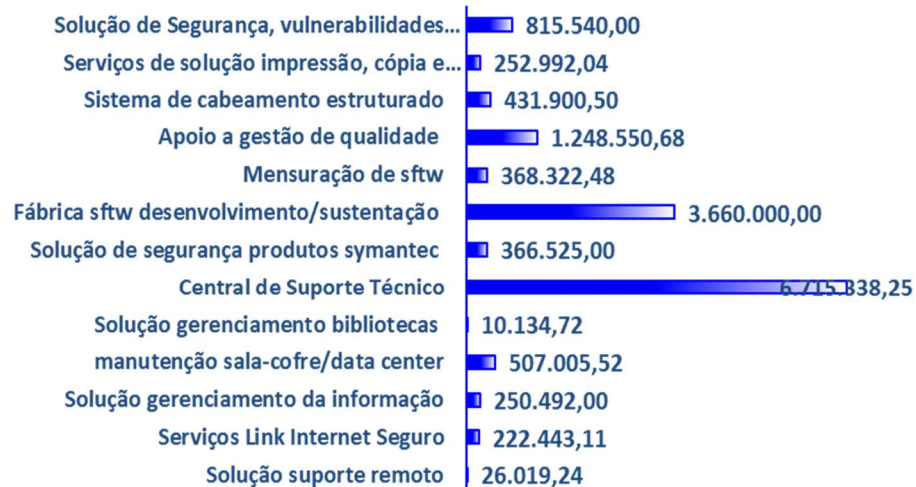 Solução de Segurança, vulnerabilidades... 815.540,00
Serviços de solução impressão, cópia e... 252.992,04
Sistema de cabeamento estruturado 431.900,50
Apoio a gestão de qualidade 1.248.550,68
Mensuração de sftw 368.322,48
Fábrica sftw desenvolvimento/sustentação 3.660.000,00
Solução de segurança produtos symantec 366.525,00
Central de Suporte Técnico 6.715.338,25
Solução gerenciamento bibliotecas 10.134,72
manutenção sala-cofre/data center 507.005,52
Solução gerenciamento da informação 250.492,00
Serviços Link Internet Seguro 222.443,11
Solução suporte remoto 26.019,24